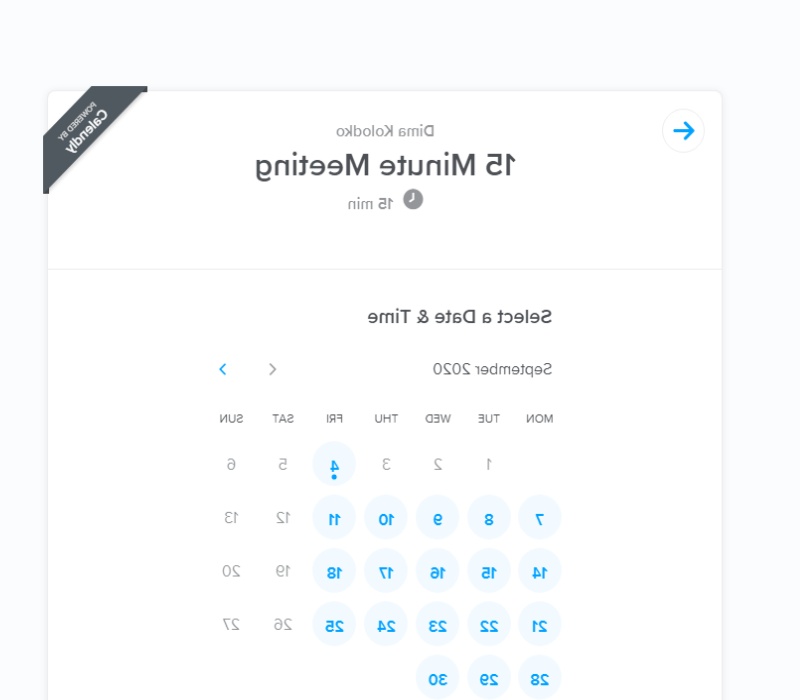 POWERED BY
Calendly
Dima Kolodko
15 Minute Meeting
15 min
Select a Date & Time
September 2020
MON TUE WED THU FRI SAT SUN
1 2 3 4 5 6
7 8 9 10 11 12 13
14 15 16 17 18 19 20
21 22 23 24 25 26 27
28 29 30